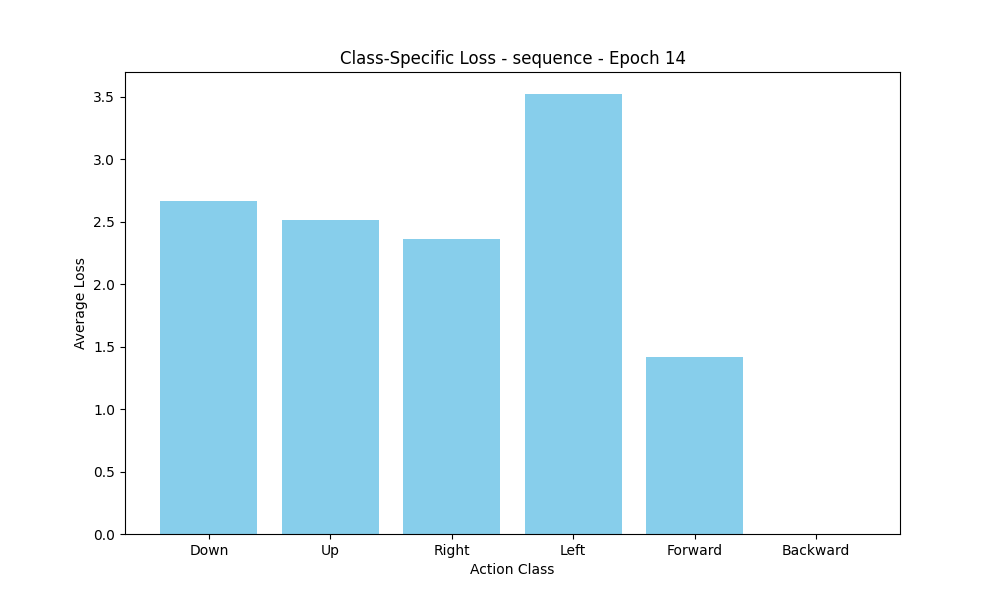 Class-Specific Loss - sequence - Epoch 14
3.5
3.0
2.5
2.0
1.5
1.0
0.5
0.0
Average Loss
Down Up Right Left Forward Backward
Action Class